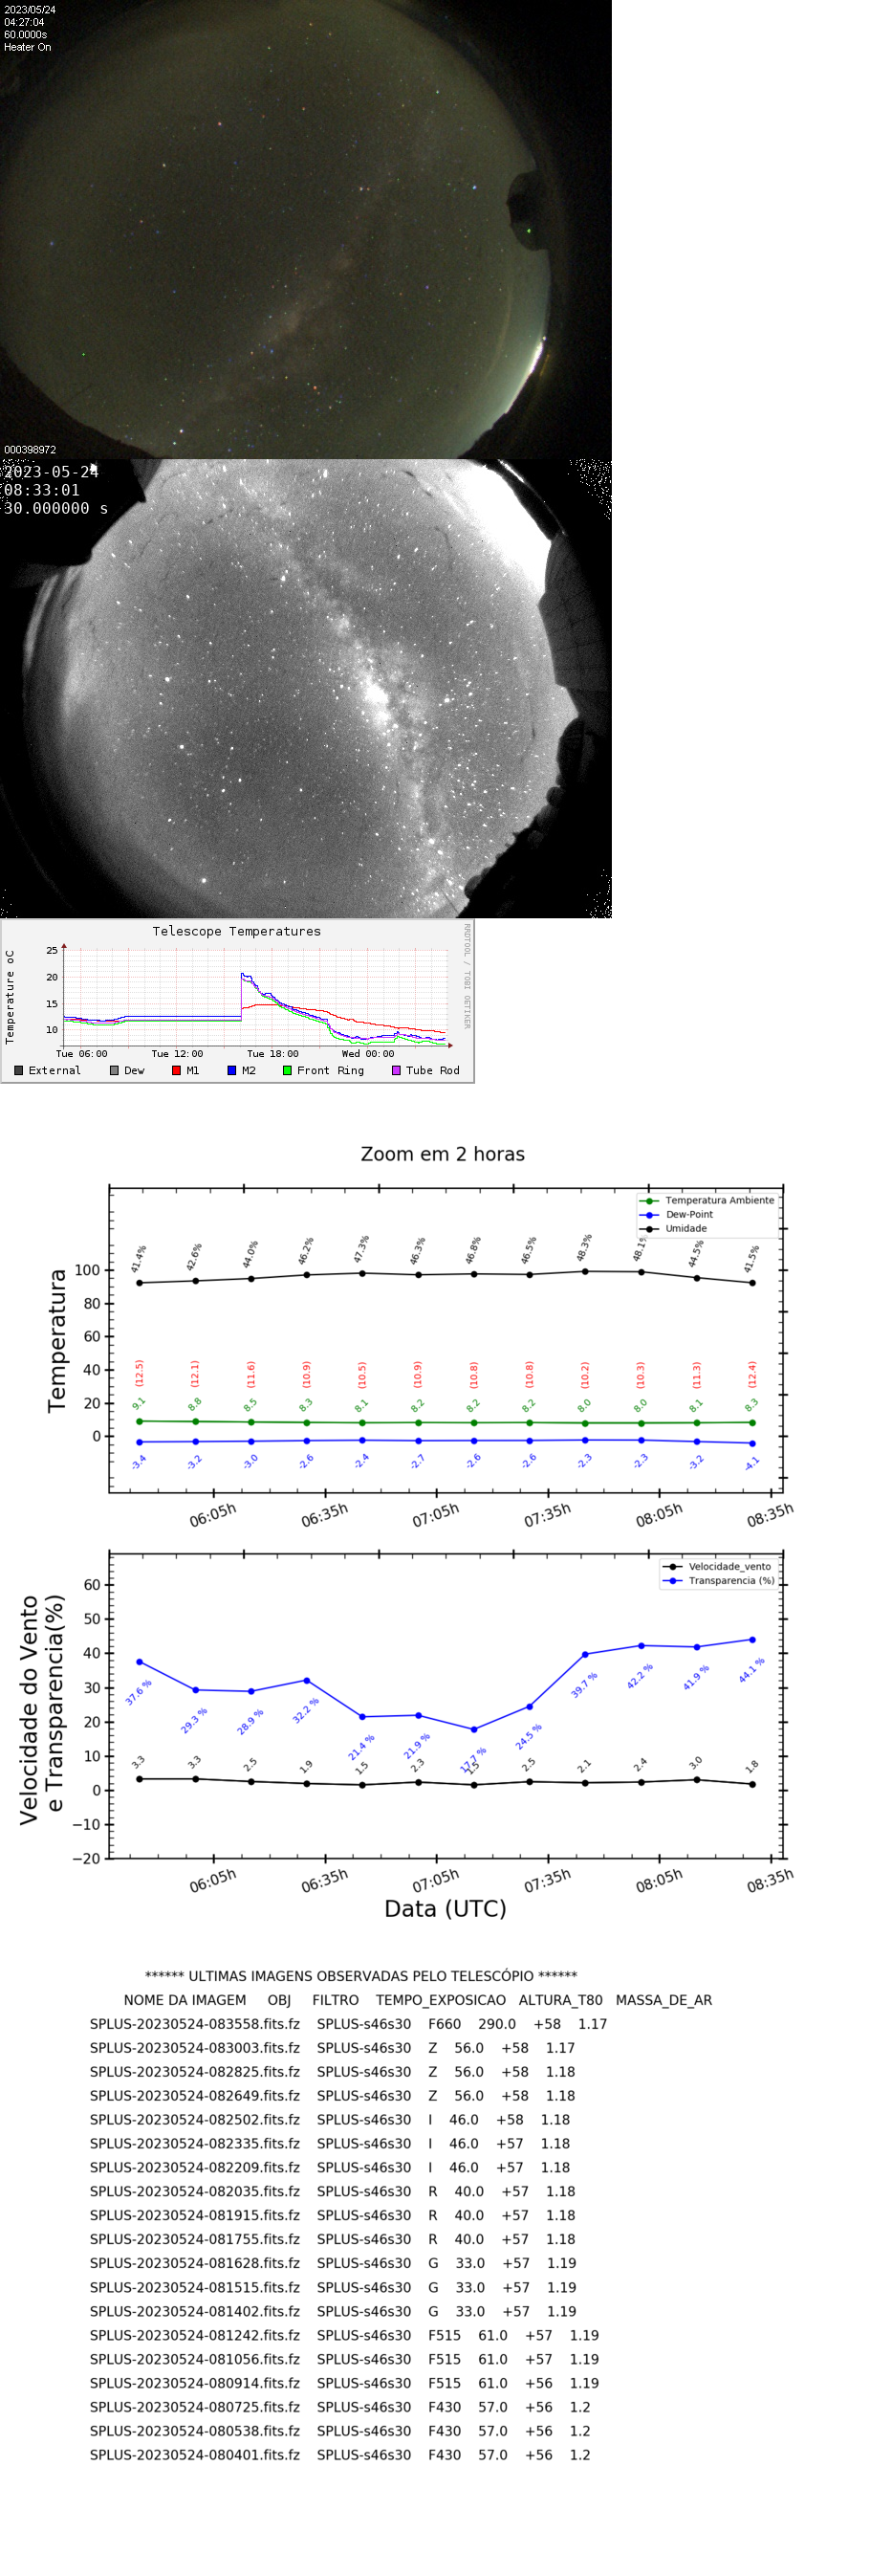 2023/05/24
04:27:04
60.0000s
Heater On
000398972
2023-05-24
08:33:01
30.000000 s
Telescope Temperatures
RRDTOOL / TOBI OETIKER
Temperature oC
25
20
15
10
Tue 06:00 Tue 12:00 Tue 18:00 Wed 00:00
External Dew M1 M2 Front Ring Tube Rod
Zoom em 2 horas
Temperatura Ambiente
Dew-Point
Umidade
41.4% 42.6% 44.0% 46.2% 47.3% 46.3% 46.8% 46.5% 48.3% 48.1% 44.5% 41.5%
Temperatura
100
80
60
40
20
0
(12.5) (12.1) (11.6) (10.9) (10.5) (10.9) (10.8) (10.8) (10.2) (10.3) (11.3) (12.4)
9.1 8.8 8.5 8.3 8.1 8.2 8.2 8.2 8.0 8.0 8.1 8.3
-3.4 -3.2 -3.0 -2.6 -2.4 -2.7 -2.6 -2.6 -2.3 -2.3 -3.2 -4.1
06:05h 06:35h 07:05h 07:35h 08:05h 08:35h
Velocidade_vento
Transparencia (%)
Velocidade do Vento
e Transparencia(%)
60
50
40
30
20
10
0
−10
−20
37.6 % 29.3 % 28.9 % 32.2 % 21.4 % 21.9 % 17.7 % 24.5 % 39.7 % 42.2 % 41.9 % 44.1 %
3.3 3.3 2.5 1.9 1.5 2.3 1.5 2.5 2.1 2.4 3.0 1.8
06:05h 06:35h 07:05h 07:35h 08:05h 08:35h
Data (UTC)
****** ULTIMAS IMAGENS OBSERVADAS PELO TELESCÓPIO ******
NOME DA IMAGEM OBJ FILTRO TEMPO_EXPOSICAO ALTURA_T80 MASSA_DE_AR
SPLUS-20230524-083558.fits.fz SPLUS-s46s30 F660 290.0 +58 1.17
SPLUS-20230524-083003.fits.fz SPLUS-s46s30 Z 56.0 +58 1.17
SPLUS-20230524-082825.fits.fz SPLUS-s46s30 Z 56.0 +58 1.18
SPLUS-20230524-082649.fits.fz SPLUS-s46s30 Z 56.0 +58 1.18
SPLUS-20230524-082502.fits.fz SPLUS-s46s30 I 46.0 +58 1.18
SPLUS-20230524-082335.fits.fz SPLUS-s46s30 I 46.0 +57 1.18
SPLUS-20230524-082209.fits.fz SPLUS-s46s30 I 46.0 +57 1.18
SPLUS-20230524-082035.fits.fz SPLUS-s46s30 R 40.0 +57 1.18
SPLUS-20230524-081915.fits.fz SPLUS-s46s30 R 40.0 +57 1.18
SPLUS-20230524-081755.fits.fz SPLUS-s46s30 R 40.0 +57 1.18
SPLUS-20230524-081628.fits.fz SPLUS-s46s30 G 33.0 +57 1.19
SPLUS-20230524-081515.fits.fz SPLUS-s46s30 G 33.0 +57 1.19
SPLUS-20230524-081402.fits.fz SPLUS-s46s30 G 33.0 +57 1.19
SPLUS-20230524-081242.fits.fz SPLUS-s46s30 F515 61.0 +57 1.19
SPLUS-20230524-081056.fits.fz SPLUS-s46s30 F515 61.0 +57 1.19
SPLUS-20230524-080914.fits.fz SPLUS-s46s30 F515 61.0 +56 1.19
SPLUS-20230524-080725.fits.fz SPLUS-s46s30 F430 57.0 +56 1.2
SPLUS-20230524-080538.fits.fz SPLUS-s46s30 F430 57.0 +56 1.2
SPLUS-20230524-080401.fits.fz SPLUS-s46s30 F430 57.0 +56 1.2